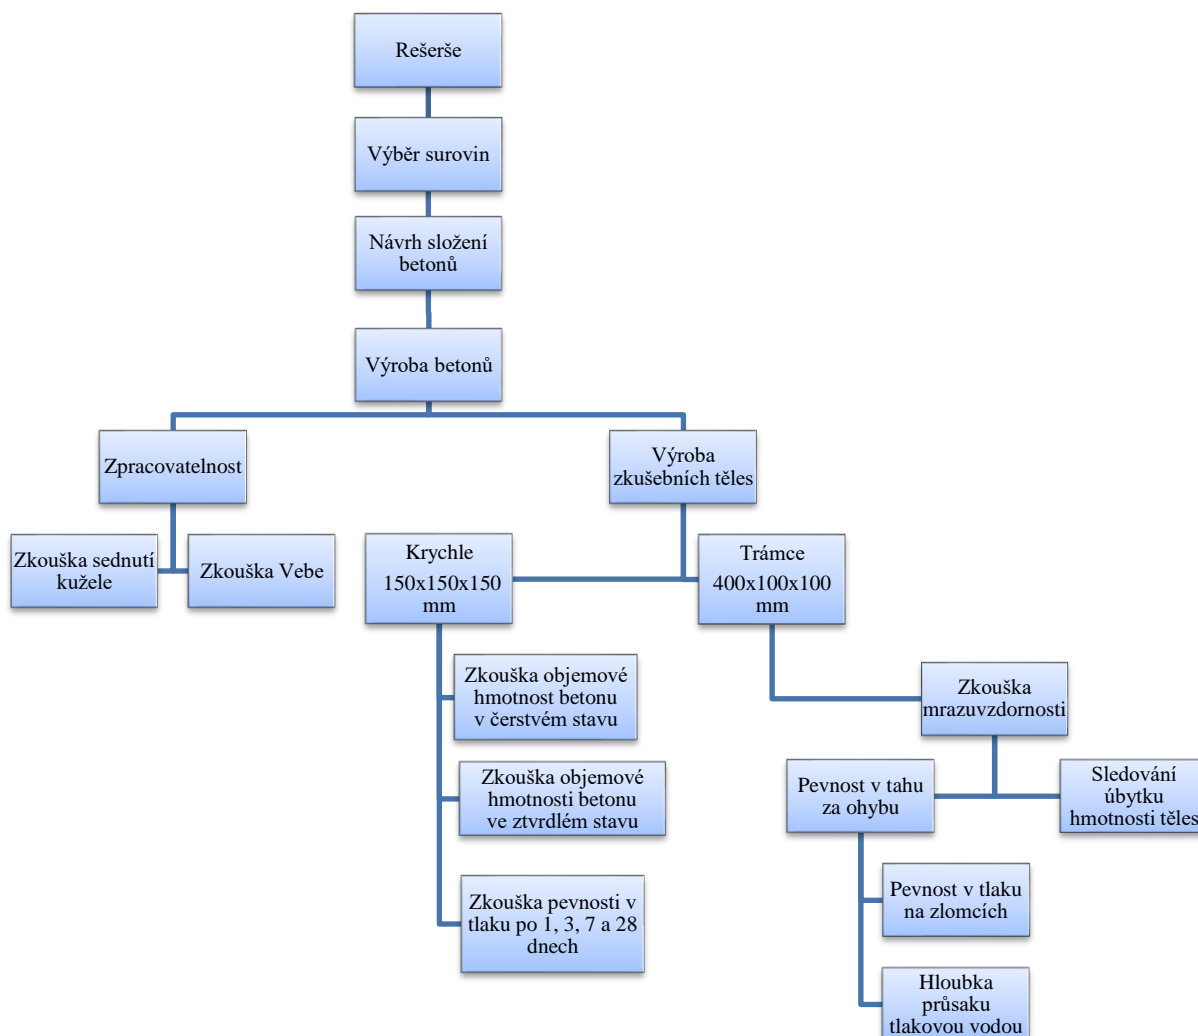 Rešerše
Výběr surovin
Návrh složení
betonů
Výroba betonů
Zpracovatelnost
Výroba
zkušebních těles
Zkouška sednutí
kužele
Zkouška Vebe
Krychle
150x150x150
mm
Trámce
400x100x100
mm
Zkouška objemové
hmotnost betonu
v čerstvém stavu
Zkouška objemové
hmotnosti betonu
ve ztvrdlém stavu
Zkouška pevnosti v
tlaku po 1, 3, 7 a 28
dnech
Zkouška
mrazuvzdornosti
Pevnost v tahu
za ohybu
Sledování
úbytku
hmotnosti těles
Pevnost v tlaku
na zlomcích
Hloubka
průsaku
tlakovou vodou